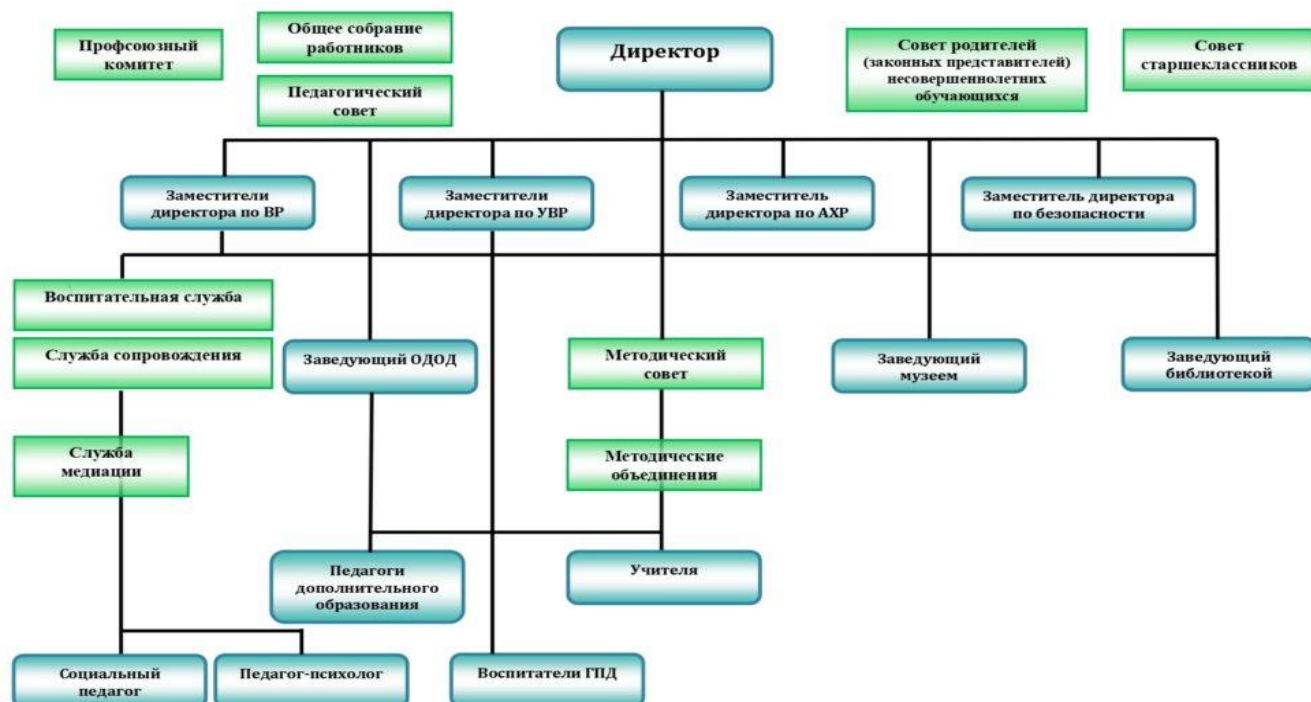 Профсоюзный
комитет
Общее собрание
работников
Педагогический
совет
Директор
Совет родителей
(законных представителей)
несовершеннолетних
обучающихся
Совет
старшеклассников
Заместители
директора по ВР
Заместители
директора по УВР
Заместитель
директора по АХР
Заместитель директора
по безопасности
Воспитательная служба
Служба сопровождения
Заведующий ОДОД
Методический
совет
Заведующий
музеем
Заведующий
библиотекой
Служба
медиации
Методические
объединения
Педагоги
дополнительного
образования
Учителя
Социальный
педагог
Педагог-психолог
Воспитатели ГПД